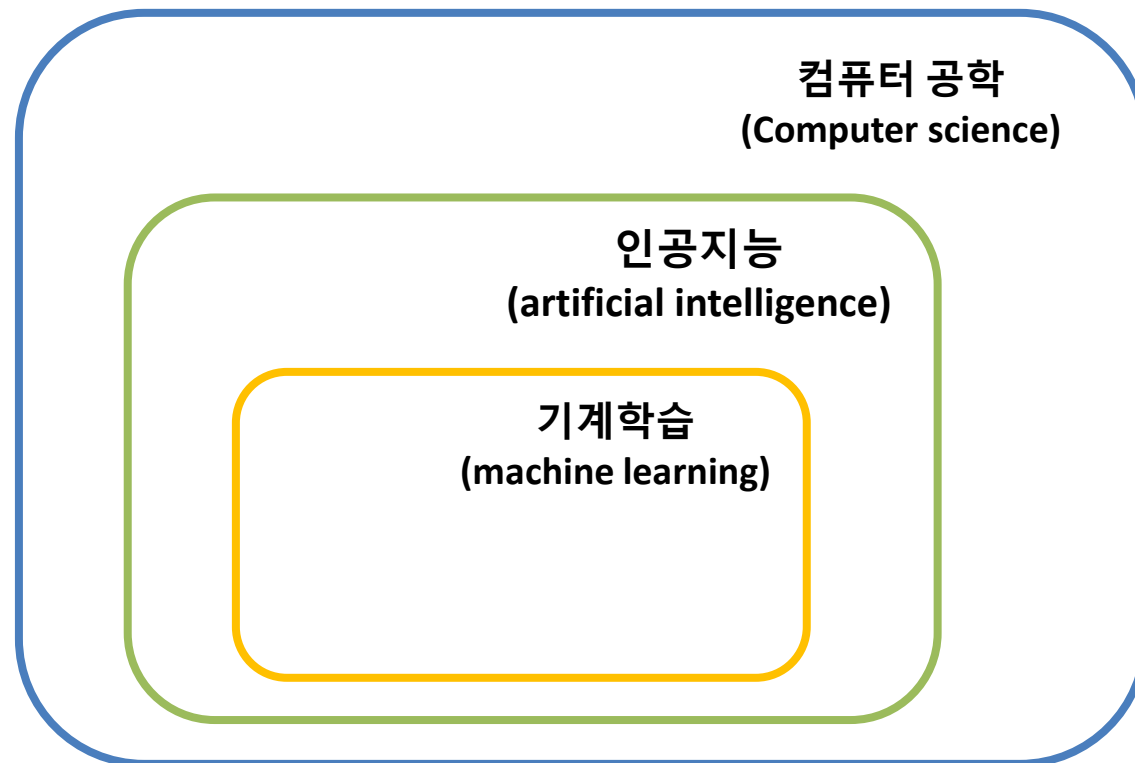 컴퓨터 공학
(Computer science)
인공지능
(artificial intelligence)
기계학습
(machine learning)